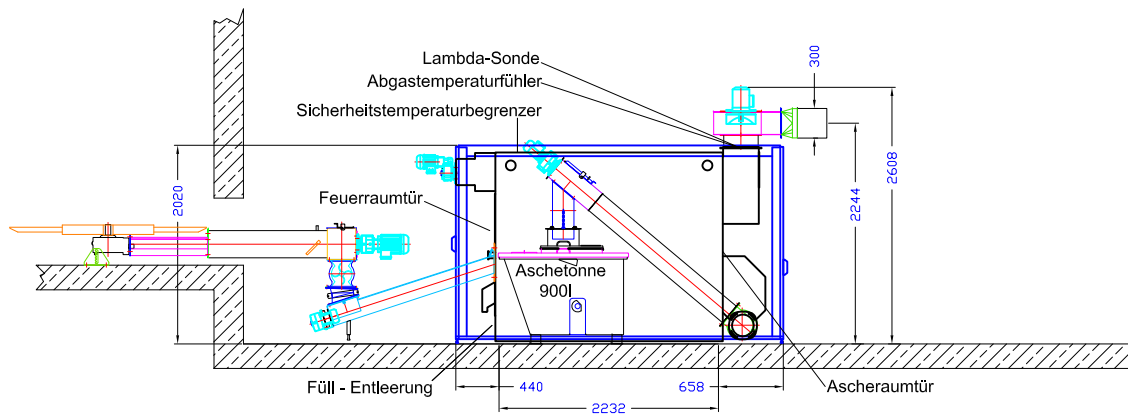 Lambda-Sonde
Abgastemperaturfühler
Sicherheitstemperaturbegrenzer
300
2020
Feuerraumtür
2244
2608
Aschetonne
900l
Füll - Entleerung
440
658
Ascheraumtür
2232